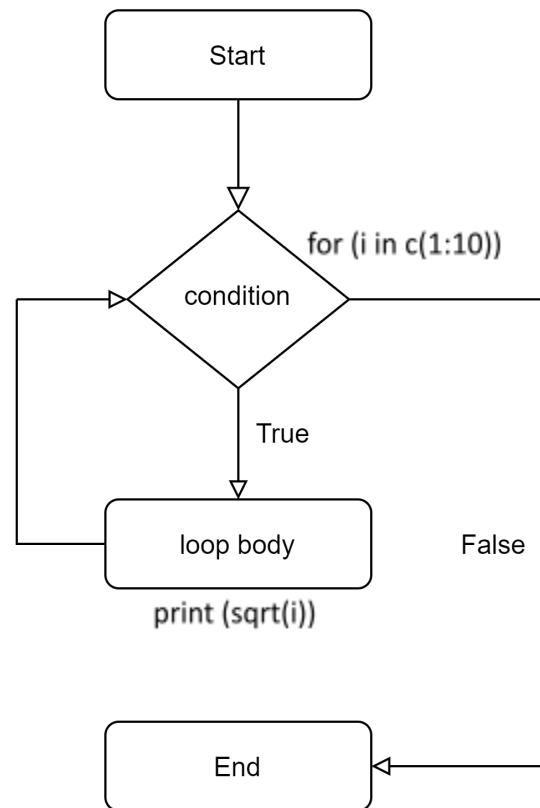 Start
for (i in c(1:10))
condition
True
loop body
False
print (sqrt(i))
End